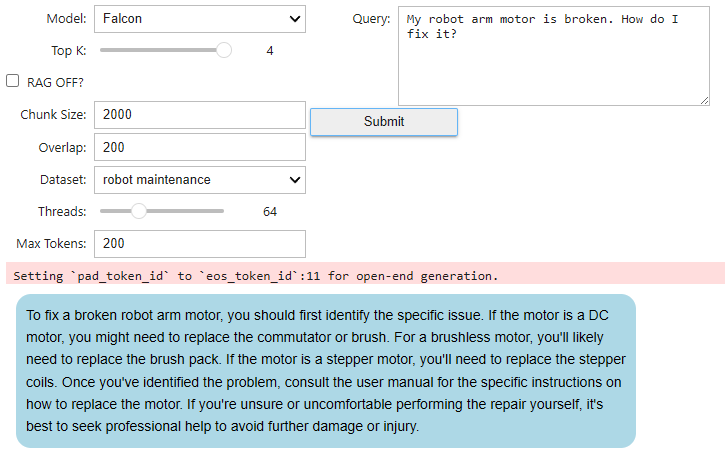 Model: Falcon
Query: My robot arm motor is broken. How do I
fix it?
Top K: 4
RAG OFF?
Chunk Size: 2000
Submit
Overlap: 200
Dataset: robot maintenance
Threads: 64
Max Tokens: 200
Setting `pad_token_id` to `eos_token_id`:11 for open-end generation.
To fix a broken robot arm motor, you should first identify the specific issue. If the motor is a DC
motor, you might need to replace the commutator or brush. For a brushless motor, you'll likely
need to replace the brush pack. If the motor is a stepper motor, you'll need to replace the stepper
coils. Once you've identified the problem, consult the user manual for the specific instructions on
how to replace the motor. If you're unsure or uncomfortable performing the repair yourself, it's
best to seek professional help to avoid further damage or injury.